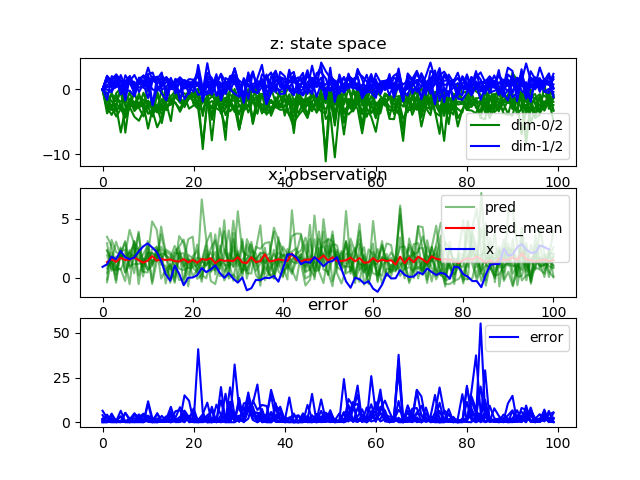 z: state space
0
−10
dim-0/2
dim-1/2
0 20 40 60 80 100
x: observation
5
0
pred
pred_mean
x
0 20 40 60 80 100
error
50
25
0
error
0 20 40 60 80 100